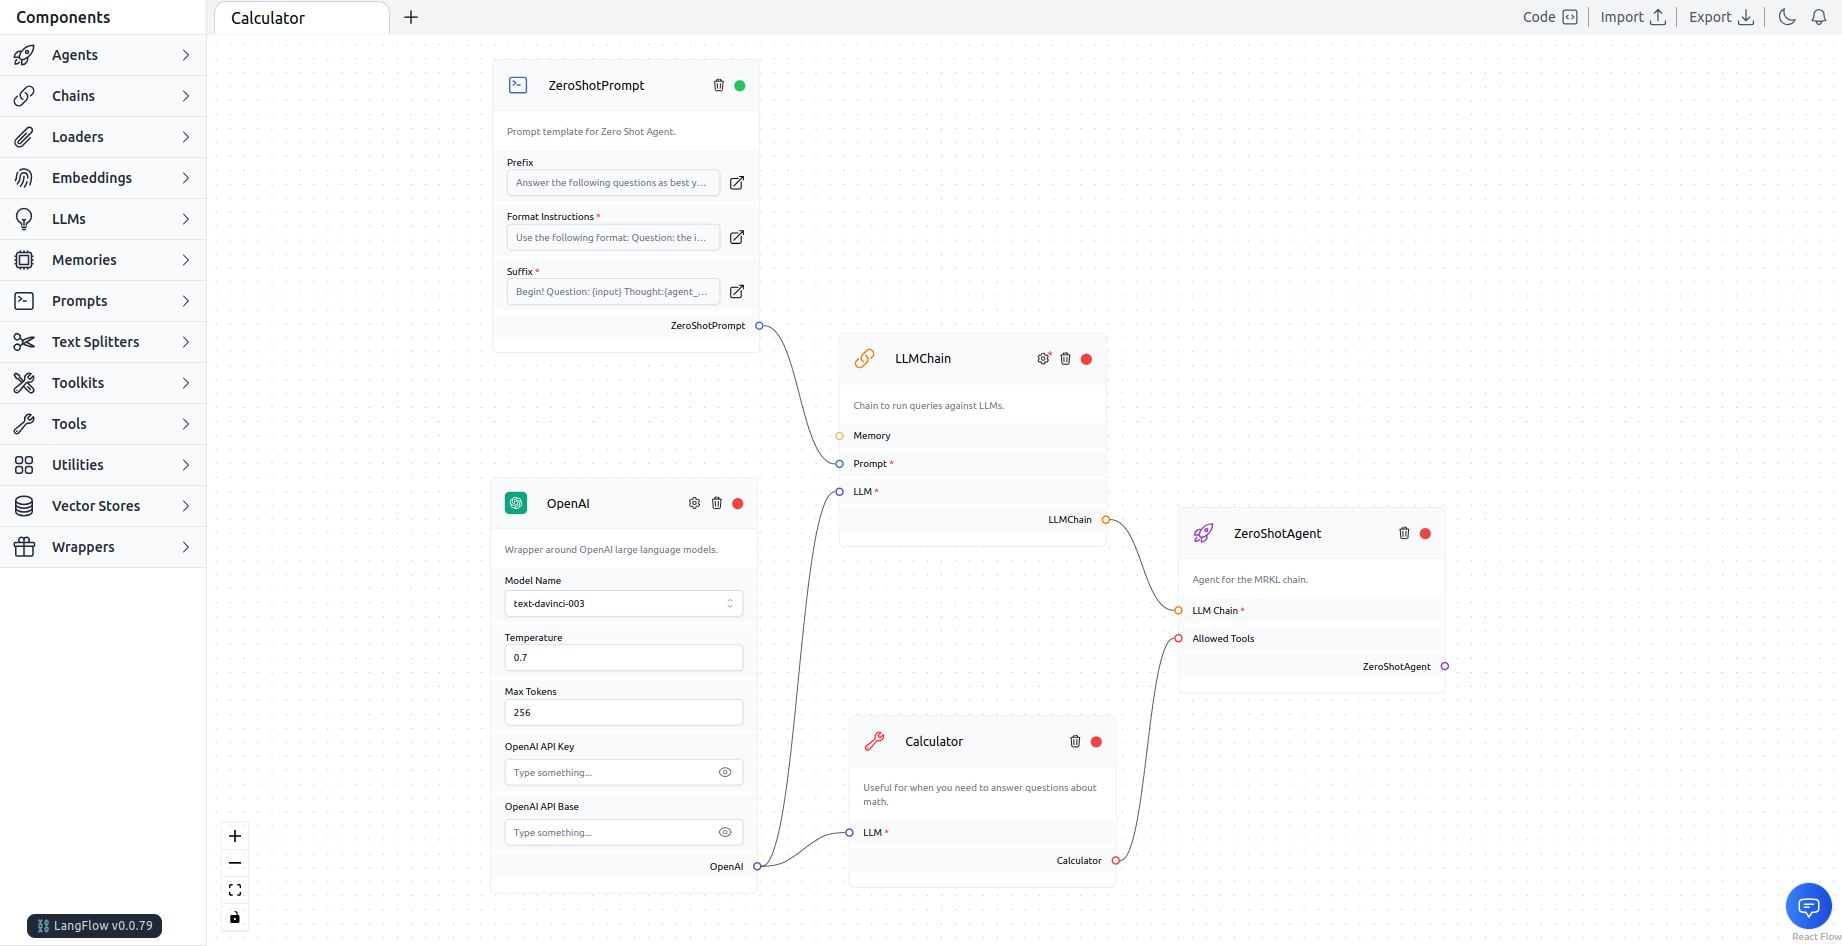 Components
Calculator
Code
Import
Export
Agents
Chains
Loaders
Embeddings
LLMs
Memories
Prompts
Text Splitters
Toolkits
Tools
Utilities
Vector Stores
Wrappers
LangFlow v0.0.79
ZeroShotPrompt
Prompt template for Zero Shot Agent.
Prefix
Answer the following questions as best y...
Format Instructions *
Use the following format: Question: the i...
Suffix *
Begin! Question: {input} Thought:{agent_...
ZeroShotPrompt
OpenAI
Wrapper around OpenAI large language models.
Model Name
text-davinci-003
Temperature
0.7
Max Tokens
256
OpenAI API Key
Type something...
OpenAI API Base
Type something...
OpenAI
LLMChain
Chain to run queries against LLMs.
Memory
Prompt *
LLM *
LLMChain
Calculator
Useful for when you need to answer questions about
math.
LLM *
Calculator
ZeroShotAgent
Agent for the MRKL chain.
LLM Chain *
Allowed Tools
ZeroShotAgent
React Flow